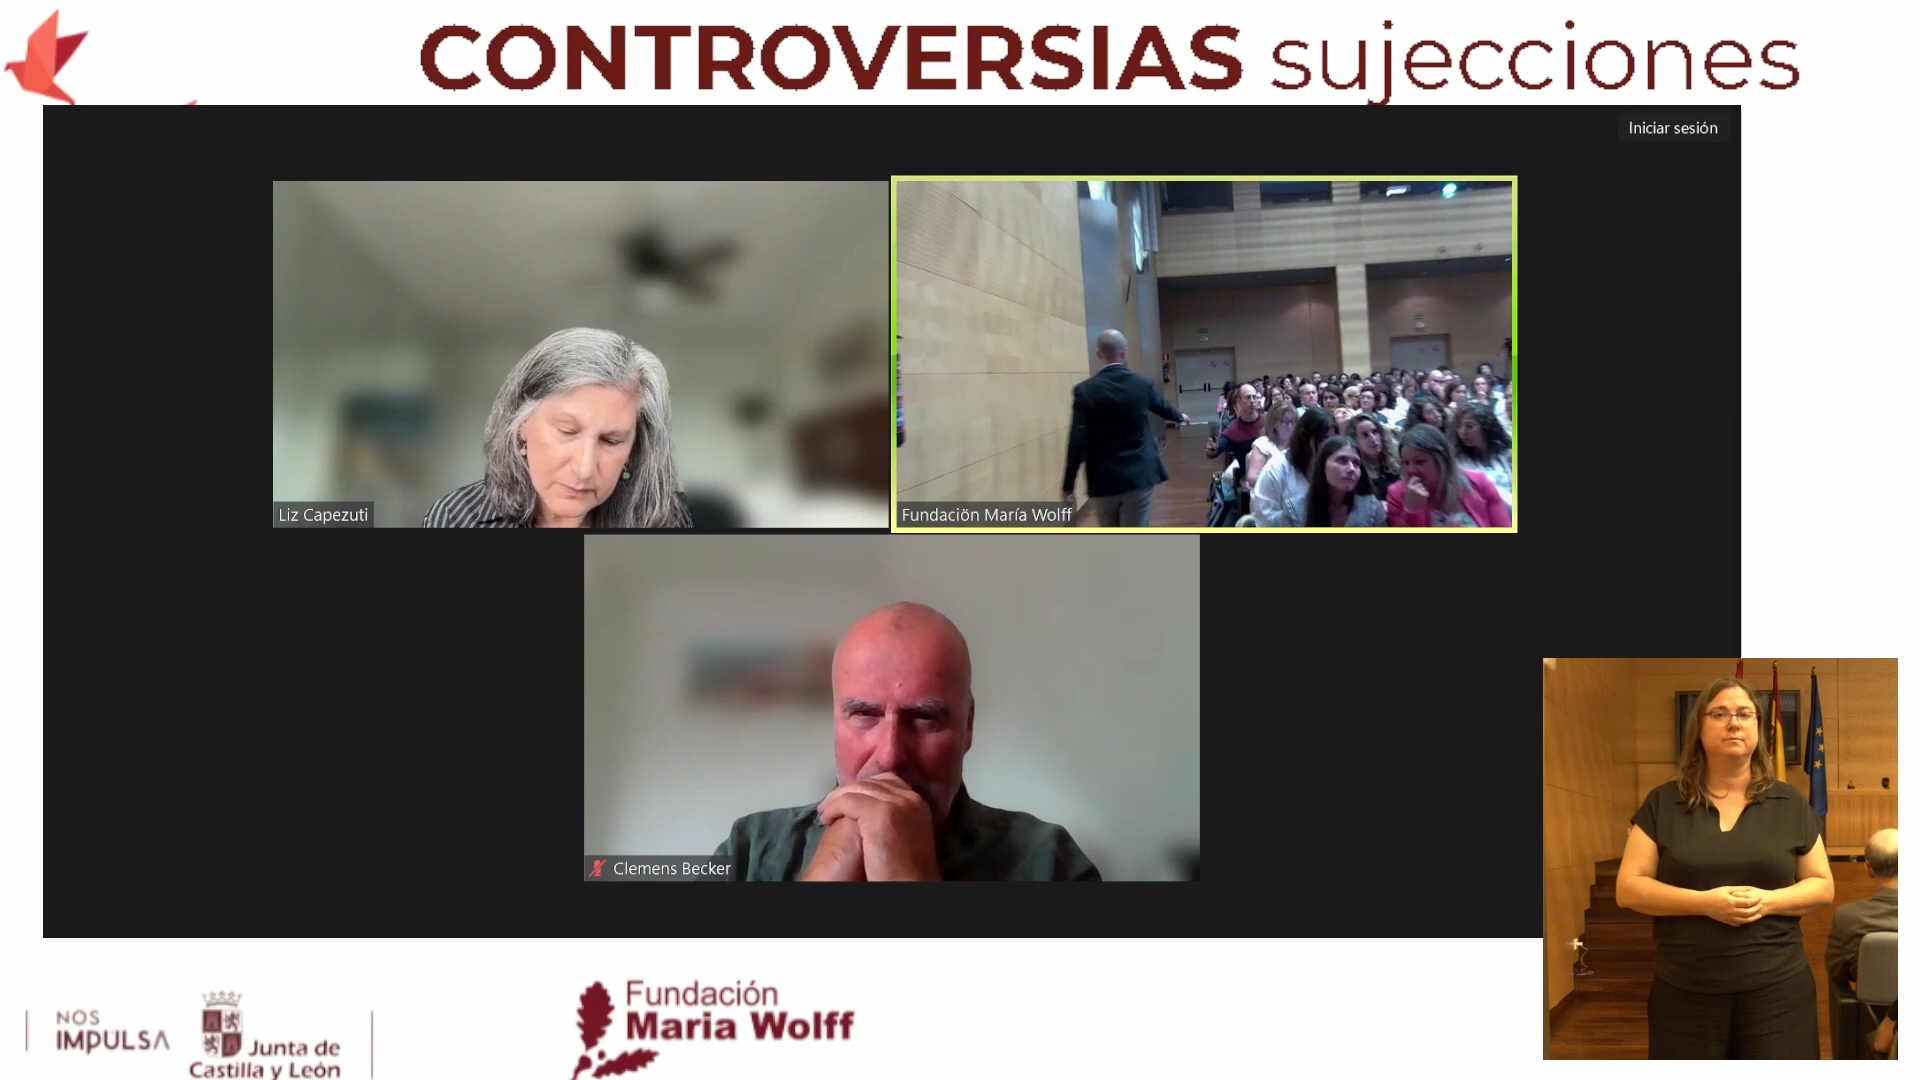 CONTROVERSIAS sujecciones
Iniciar sesión
Liz Capezuti
Fundaciön María Wolff
Clemens Becker
NOS
IMPULSA
Junta de
Castilla y León
Fundación
Maria Wolff